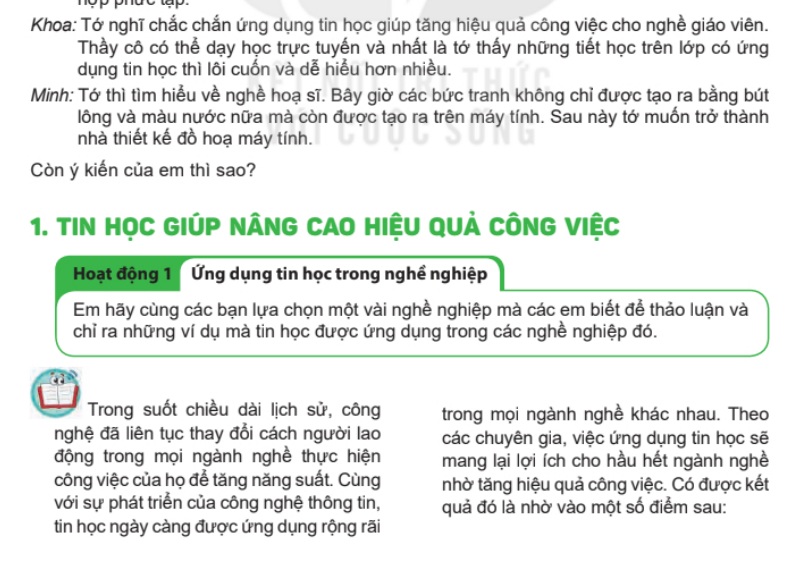 Khoa: Tớ nghĩ chắc chắn ứng dụng tin học giúp tăng hiệu quả công việc cho nghề giáo viên.
Thầy cô có thể dạy học trực tuyến và nhất là tớ thấy những tiết học trên lớp có ứng
dụng tin học thì lôi cuốn và dễ hiểu hơn nhiều.
KẾT NỐI TRI THỨC
Minh: Tớ thì tìm hiểu về nghề hoạ sĩ. Bây giờ các bức tranh không chỉ được tạo ra bằng bút
lông và màu nước nữa mà còn được tạo ra trên máy tính. Sau này tớ muốn trở thành
VỚI CUỘC SỐNG
nhà thiết kế đồ hoạ máy tính.
Còn ý kiến của em thì sao?
1. TIN HỌC GIÚP NÂNG CAO HIỆU QUẢ CÔNG VIỆC
Hoạt động 1 Ứng dụng tin học trong nghề nghiệp
Em hãy cùng các bạn lựa chọn một vài nghề nghiệp mà các em biết để thảo luận và
chỉ ra những ví dụ mà tin học được ứng dụng trong các nghề nghiệp đó.
Trong suốt chiều dài lịch sử, công
nghệ đã liên tục thay đổi cách người lao
động trong mọi ngành nghề thực hiện
công việc của họ để tăng năng suất. Cùng
với sự phát triển của công nghệ thông tin,
tin học ngày càng được ứng dụng rộng rãi
trong mọi ngành nghề khác nhau. Theo
các chuyên gia, việc ứng dụng tin học sẽ
mang lại lợi ích cho hầu hết ngành nghề
nhờ tăng hiệu quả công việc. Có được kết
quả đó là nhờ vào một số điểm sau: